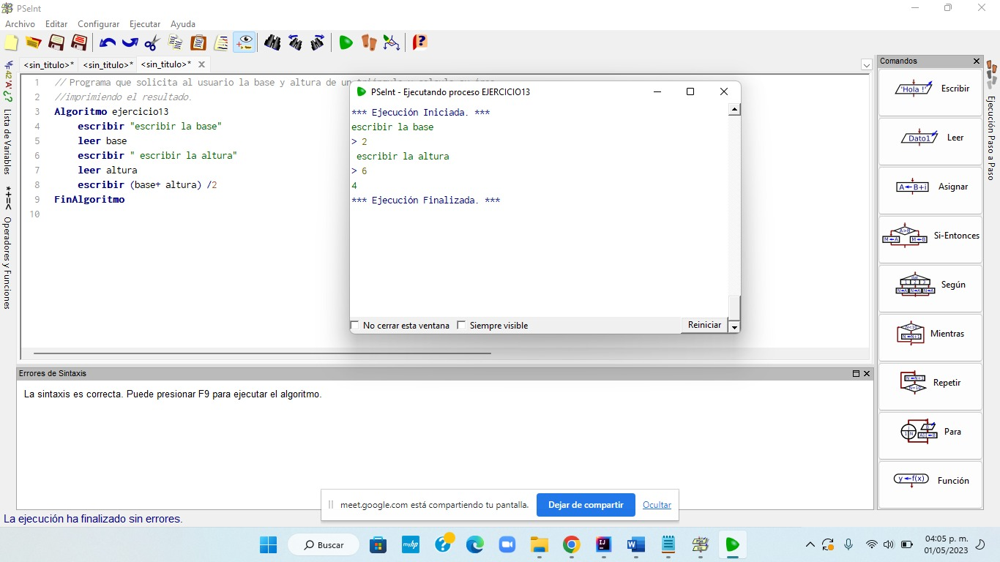 PSeInt
Archivo Editar Configurar Ejecutar Ayuda
<sin_titulo>* <sin_titulo>* <sin_titulo>*
42 'A' ¿?
Lista de Variables
*+=<
Operadores y Funciones
1 // Programa que solicita al usuario la base y altura de un
2 //imprimiendo el resultado.
3 Algoritmo ejercicio13
4 escribir "escribir la base"
5 leer base
6 escribir " escribir la altura"
7 leer altura
8 escribir (base+ altura) /2
9 FinAlgoritmo
10
PSeInt - Ejecutando proceso EJERCICIO13
*** Ejecución Iniciada. ***
escribir la base
> 2
escribir la altura
> 6
4
*** Ejecución Finalizada. ***
No cerrar esta ventana Siempre visible Reiniciar
Comandos
'Hola !' Escribir
Dato1 Leer
A←B+i Asignar
A>B M←A M←B Si-Entonces
Según
Mientras
Repetir
Para
y←f(x) Función
Ejecución Paso a Paso
Errores de Sintaxis
La sintaxis es correcta. Puede presionar F9 para ejecutar el algoritmo.
meet.google.com está compartiendo tu pantalla. Dejar de compartir Ocultar
La ejecución ha finalizado sin errores.
Buscar
myhp
04:05 p. m.
01/05/2023